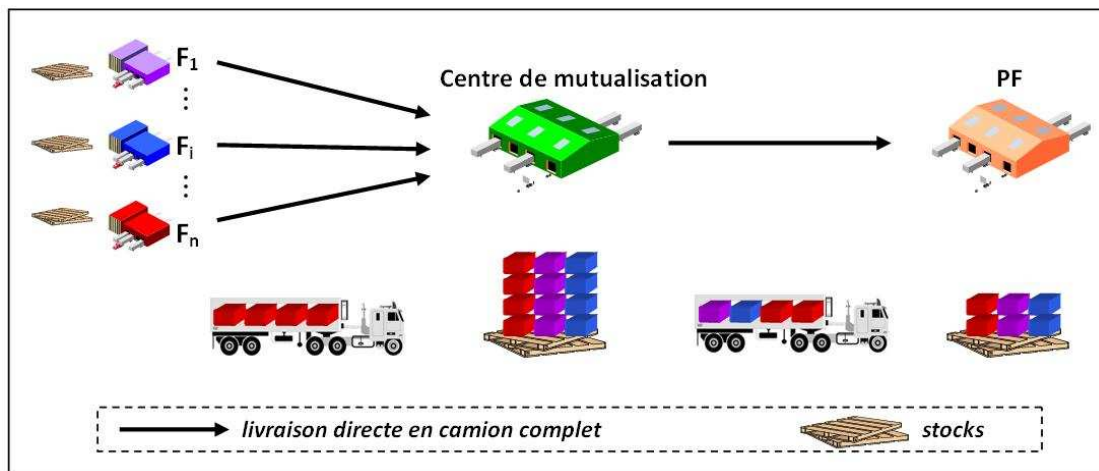 F1
Centre de mutualisation
PF
⋮
Fi
⋮
Fn
livraison directe en camion complet
stocks